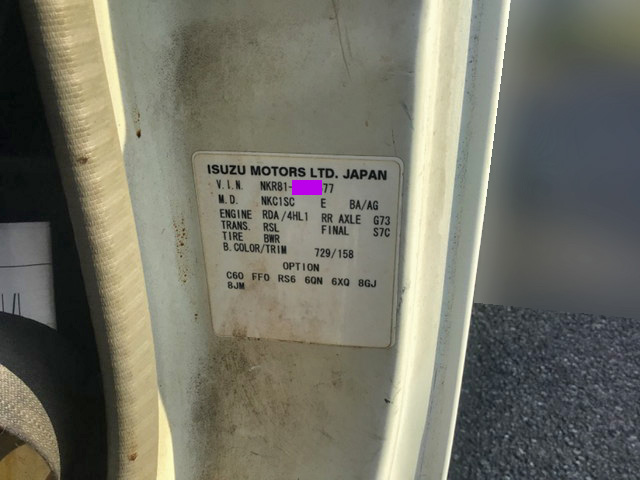 ISUZU MOTORS LTD. JAPAN
V.I.N. NKR81- 77
M.D. NKC1SC E BA/AG
ENGINE RDA/4HL1 RR AXLE G73
TRANS. RSL FINAL S7C
TIRE BWR
B.COLOR/TRIM 729/158
OPTION
C60 FFO RS6 6QN 6XQ 8GJ
8JM